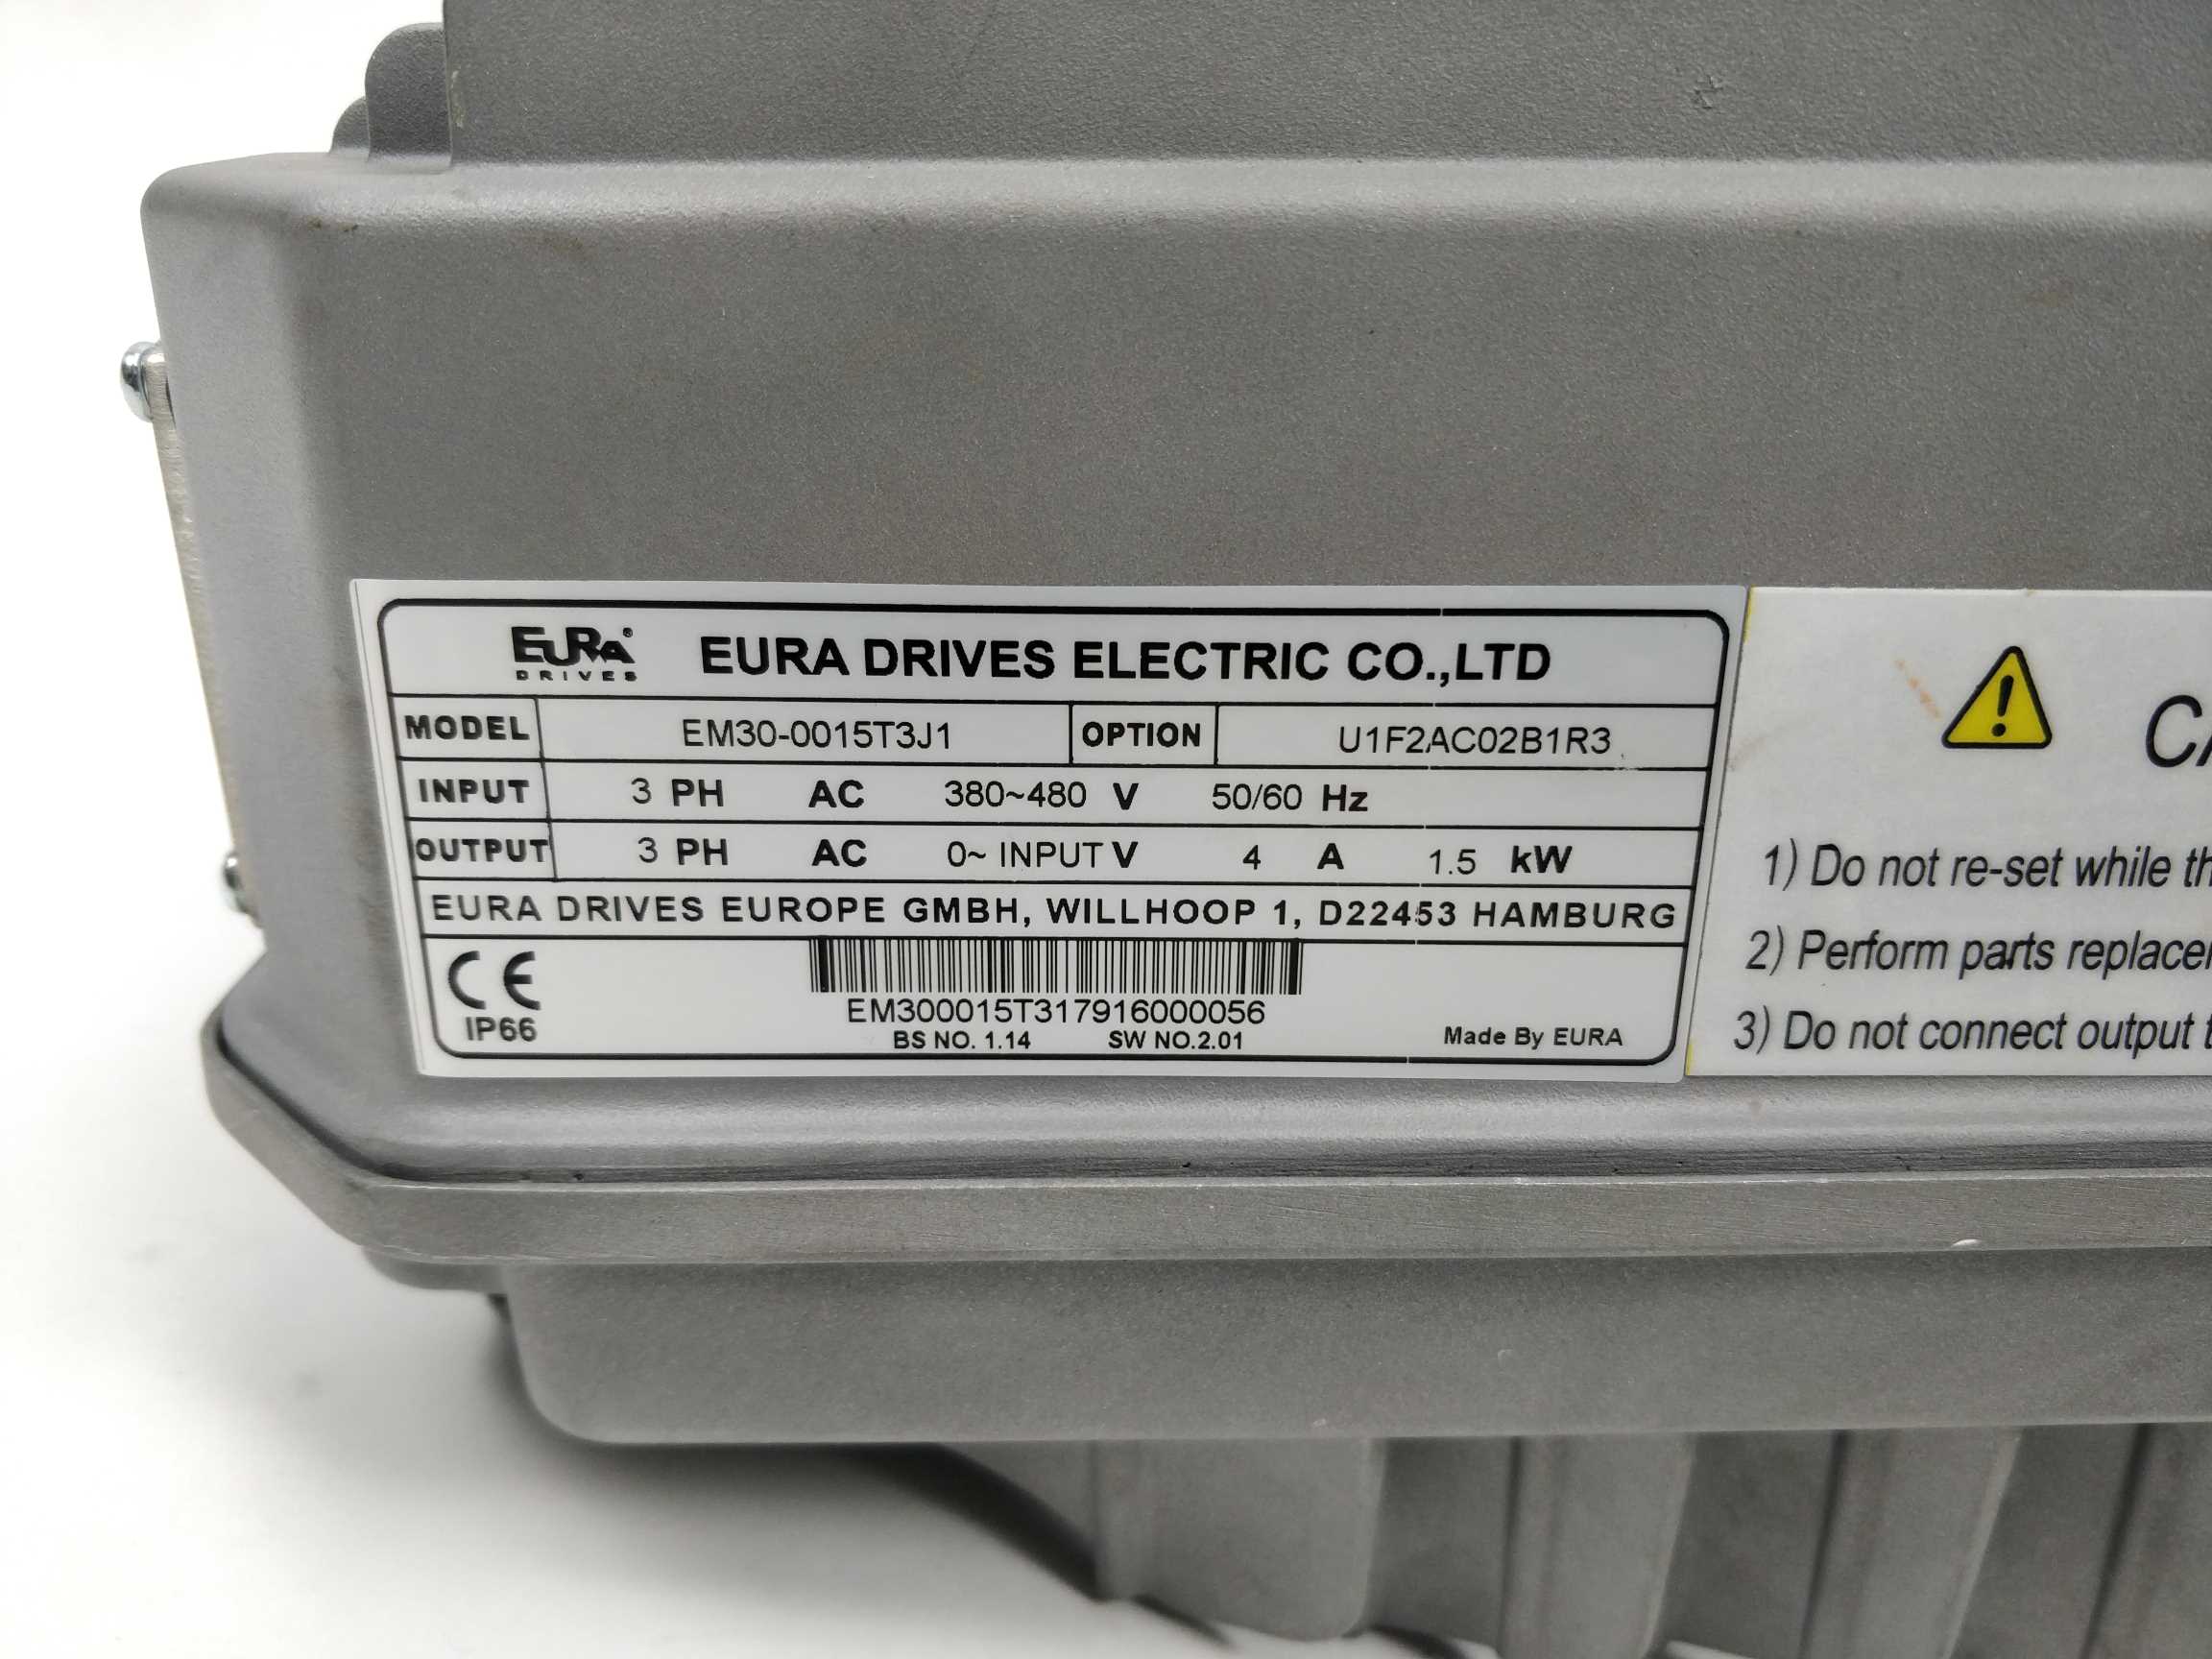 EURA® DRIVES EURA DRIVES ELECTRIC CO.,LTD
MODEL EM30-0015T3J1 OPTION U1F2AC02B1R3
INPUT 3 PH AC 380~480 V 50/60 Hz
OUTPUT 3 PH AC 0~ INPUT V 4 A 1.5 kW
EURA DRIVES EUROPE GMBH, WILLHOOP 1, D22453 HAMBURG
CE
IP66
EM300015T317916000056
BS NO. 1.14 SW NO.2.01
Made By EURA
1) Do not re-set while
2) Perform parts
3) Do not connect output